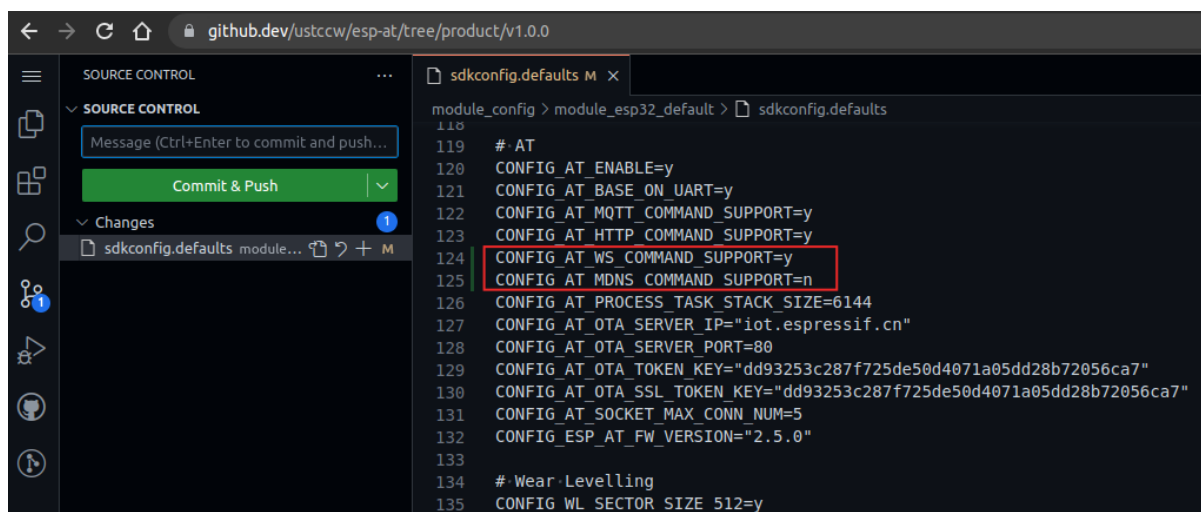 github.dev/ustccw/esp-at/tree/product/v1.0.0
SOURCE CONTROL ...
SOURCE CONTROL
Message (Ctrl+Enter to commit and push...
Commit & Push
Changes 1
sdkconfig.defaults module... M
1
sdkconfig.defaults M ×
module_config > module_esp32_default > sdkconfig.defaults
118
119 # AT
120 CONFIG_AT_ENABLE=y
121 CONFIG_AT_BASE_ON_UART=y
122 CONFIG_AT_MQTT_COMMAND_SUPPORT=y
123 CONFIG_AT_HTTP_COMMAND_SUPPORT=y
124 CONFIG_AT_WS_COMMAND_SUPPORT=y
125 CONFIG_AT_MDNS_COMMAND_SUPPORT=n
126 CONFIG_AT_PROCESS_TASK_STACK_SIZE=6144
127 CONFIG_AT_OTA_SERVER_IP="iot.espressif.cn"
128 CONFIG_AT_OTA_SERVER_PORT=80
129 CONFIG_AT_OTA_TOKEN_KEY="dd93253c287f725de50d4071a05dd28b72056ca7"
130 CONFIG_AT_OTA_SSL_TOKEN_KEY="dd93253c287f725de50d4071a05dd28b72056ca7"
131 CONFIG_AT_SOCKET_MAX_CONN_NUM=5
132 CONFIG_ESP_AT_FW_VERSION="2.5.0"
133
134 # Wear Levelling
135 CONFIG_WL_SECTOR_SIZE_512=y